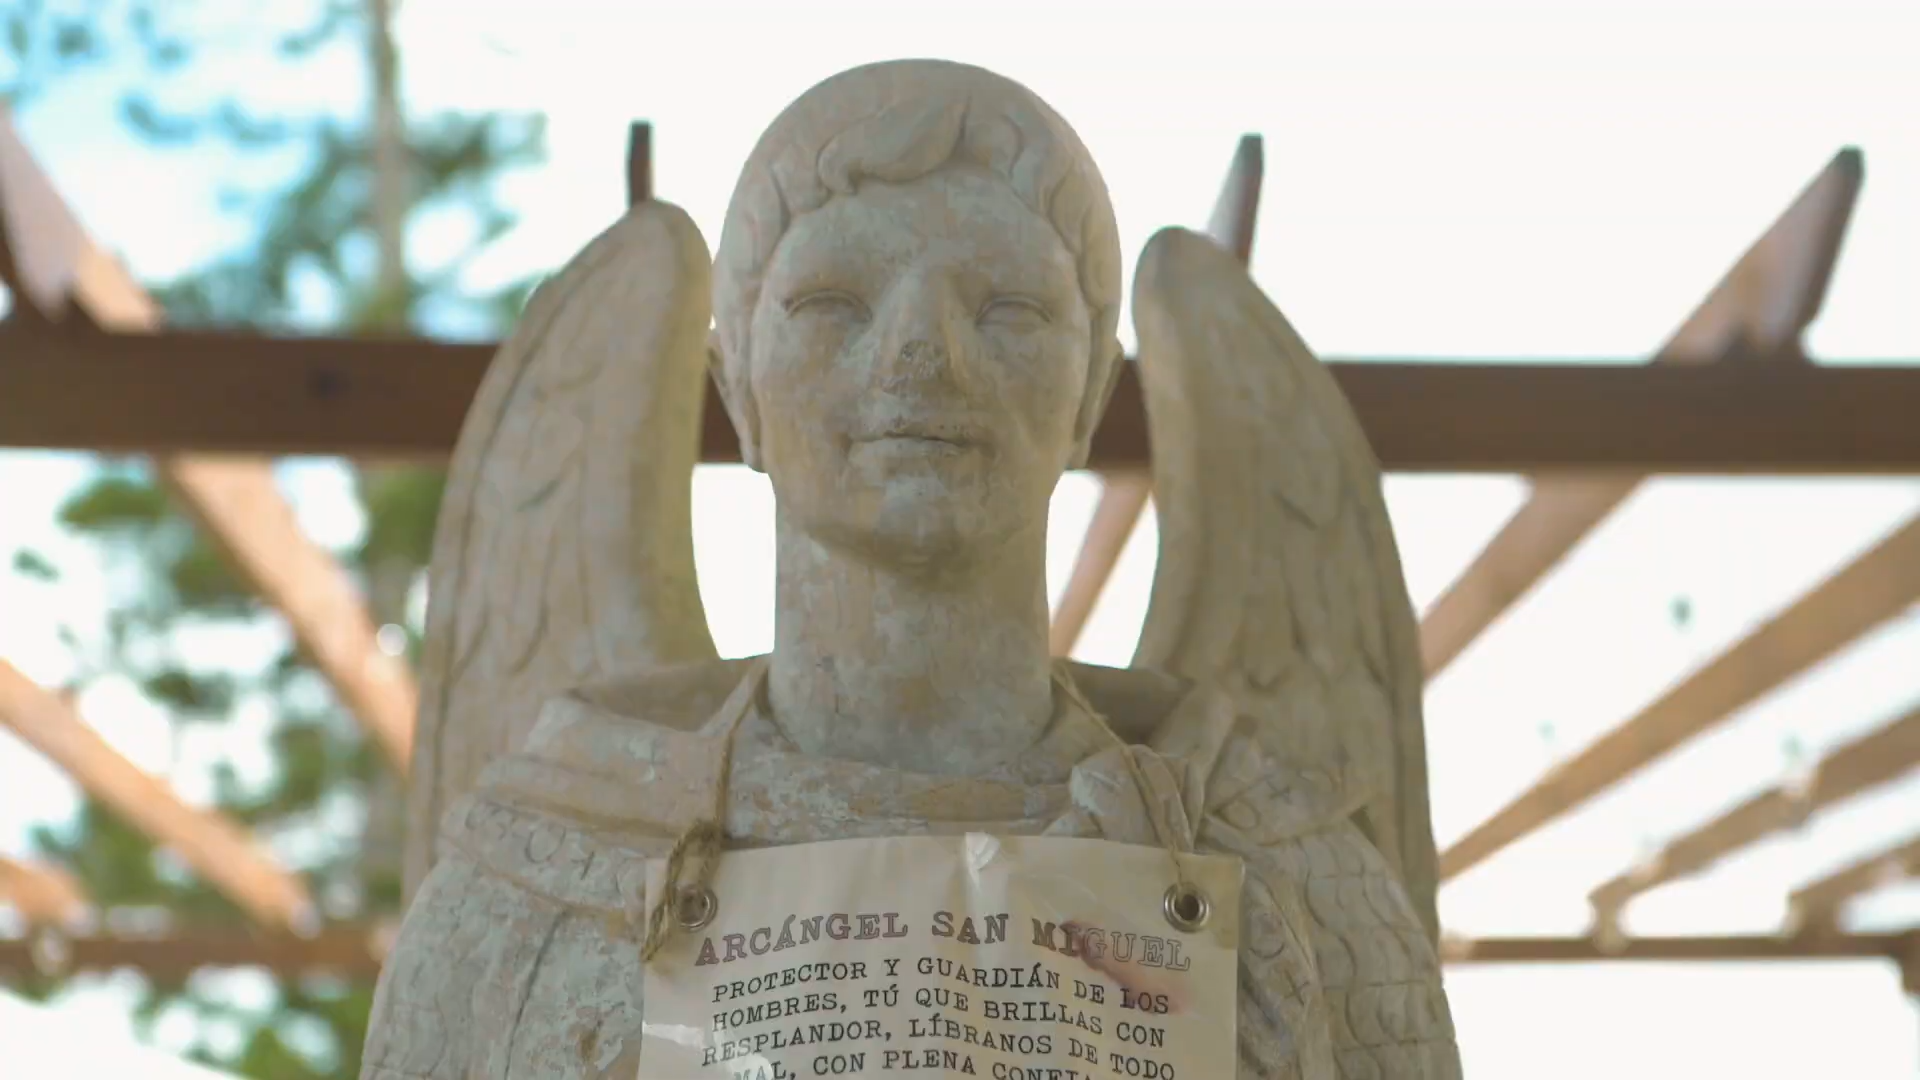 ARCÁNGEL SAN MIGUEL
PROTECTOR Y GUARDIÁN DE LOS
HOMBRES, TÚ QUE BRILLAS CON
RESPLANDOR, LÍBRANOS DE TODO
MAL, CON PLENA